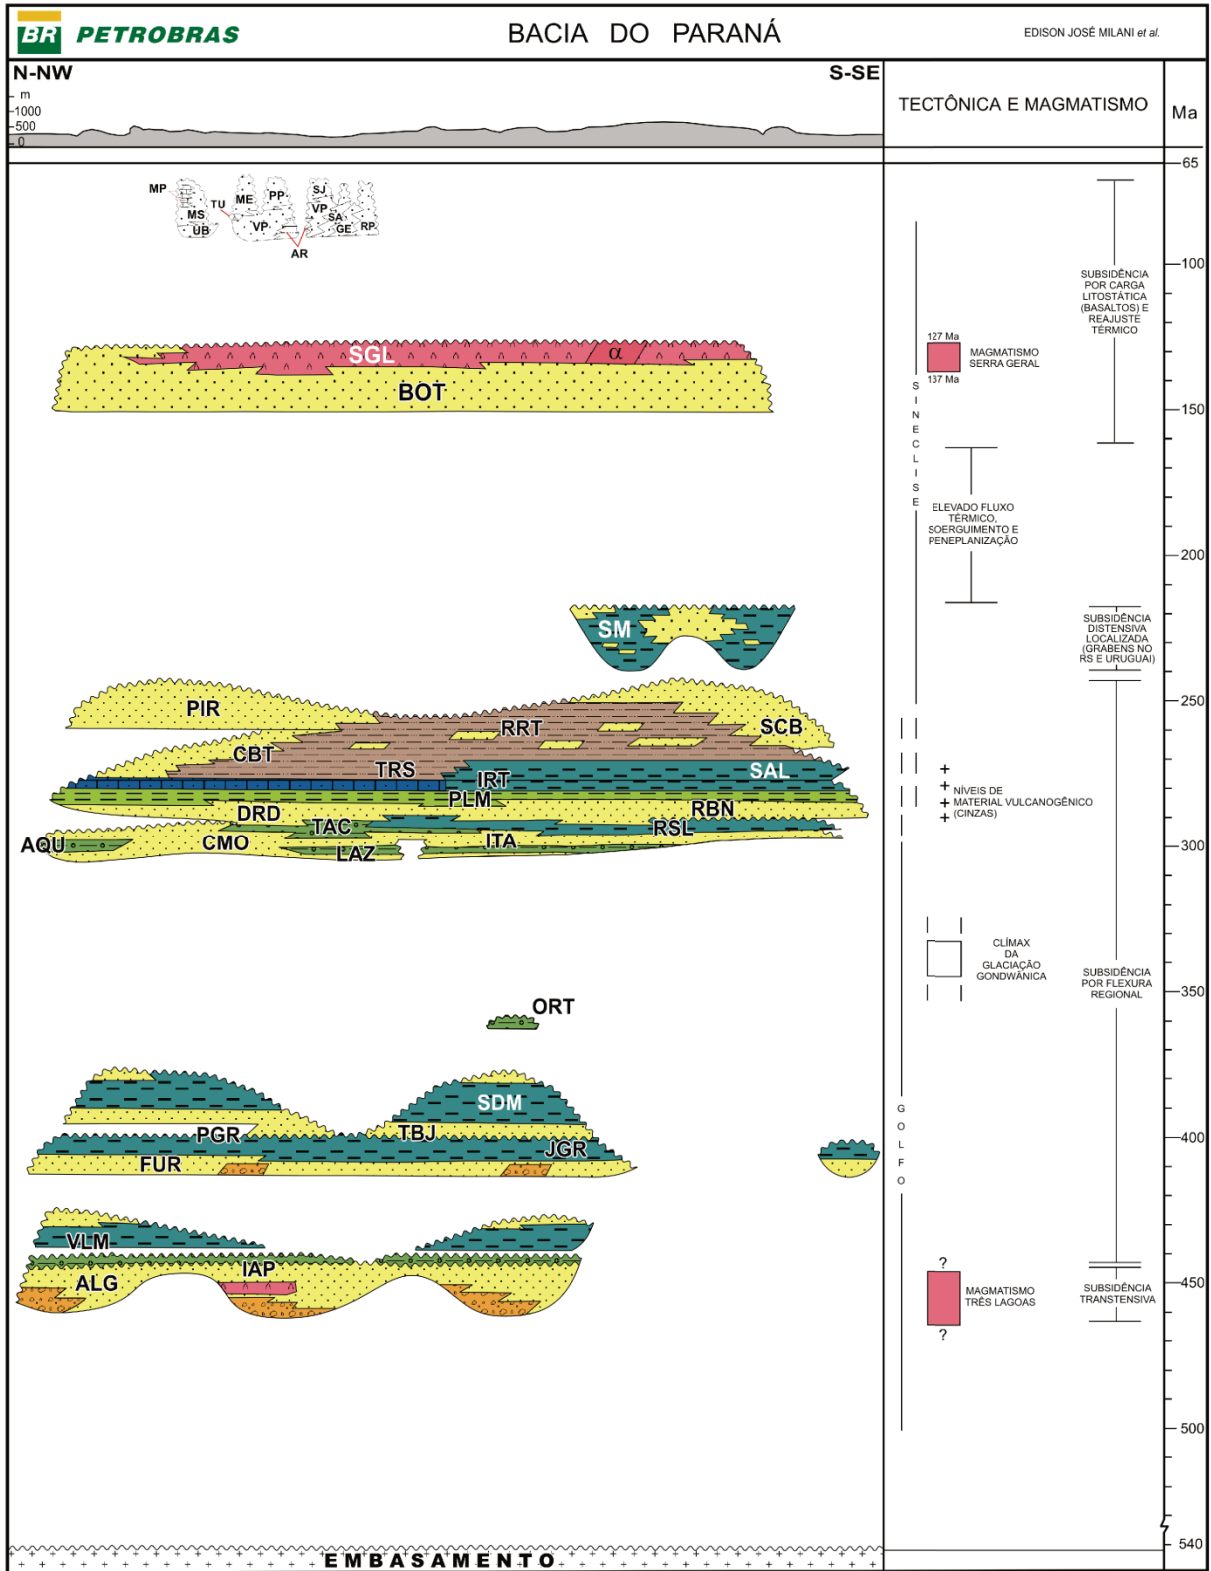 BR PETROBRAS
BACIA DO PARANÁ
EDISON JOSÉ MILANI et al.
N-NW
S-SE
TECTÔNICA E MAGMATISMO
Ma
m
1000
500
0
65
MP
MS
UB
TU
ME
PP
VP
AR
SJ
VP
SA
GE
RP
100
SUBSIDÊNCIA
POR CARGA
LITOSTÁTICA
(BASALTOS) E
REAJUSTE
TÉRMICO
127 Ma
MAGMATISMO
SERRA GERAL
137 Ma
SGL
α
BOT
SINECLISE
150
ELEVADO FLUXO
TÉRMICO,
SOERGUIMENTO E
PENEPLANIZAÇÃO
200
SM
SUBSIDÊNCIA
DISTENSIVA
LOCALIZADA
(GRABENS NO
RS E URUGUAI)
250
PIR
RRT
SCB
CBT
TRS
IRT
SAL
PLM
DRD
RBN
TAC
RSL
AQU
CMO
LAZ
ITA
NÍVEIS DE
MATERIAL VULCANOGÊNICO
(CINZAS)
300
CLÍMAX
DA
GLACIAÇÃO
GONDWÂNICA
SUBSIDÊNCIA
POR FLEXURA
REGIONAL
350
ORT
SDM
PGR
TBJ
JGR
FUR
GOLFO
400
VLM
IAP
ALG
?
MAGMATISMO
TRÊS LAGOAS
?
SUBSIDÊNCIA
TRANSTENSIVA
450
500
540
EMBASAMENTO